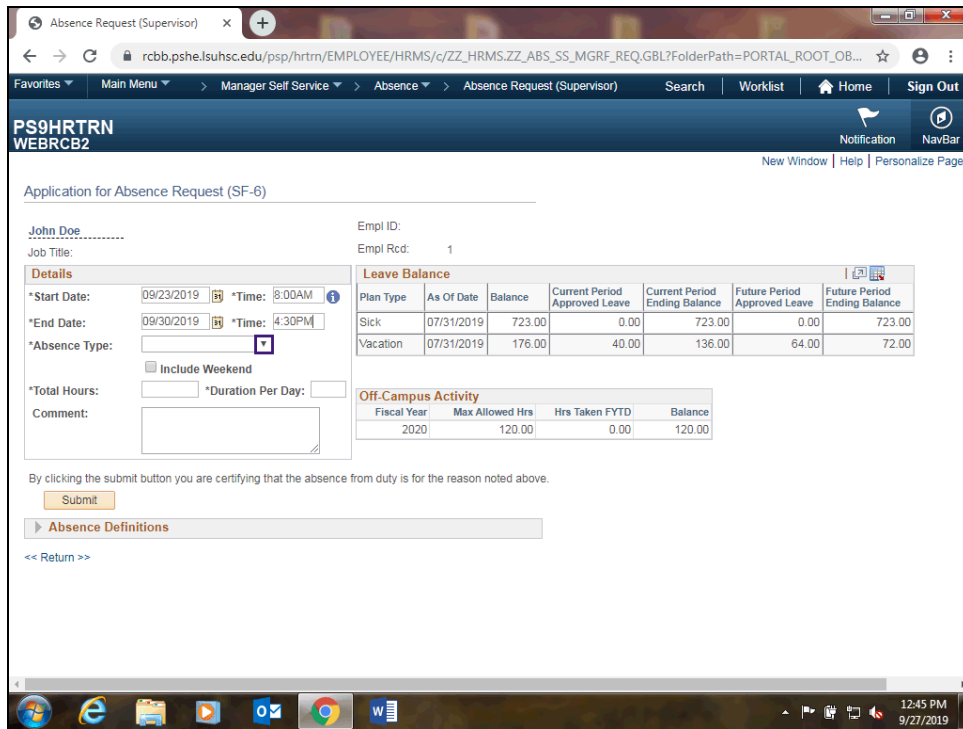 Absence Request (Supervisor)
rcbb.pshe.lsuhsc.edu/psp/hrtrn/EMPLOYEE/HRMS/c/ZZ_HRMS.ZZ_ABS_SS_MGRF_REQ.GBL?FolderPath=PORTAL_ROOT_OB...
Favorites Main Menu > Manager Self Service > Absence > Absence Request (Supervisor) Search Worklist Home Sign Out
PS9HRTRN
WEBRCB2
Notification NavBar
New Window | Help | Personalize Page
Application for Absence Request (SF-6)
John Doe Empl ID:
Job Title: Empl Rcd: 1
Details
*Start Date: 09/23/2019 *Time: 8:00AM
*End Date: 09/30/2019 *Time: 4:30PM
*Absence Type:
Include Weekend
*Total Hours: *Duration Per Day:
Comment:
Leave Balance
Plan Type As Of Date Balance Current Period Approved Leave Current Period Ending Balance Future Period Approved Leave Future Period Ending Balance
Sick 07/31/2019 723.00 0.00 723.00 0.00 723.00
Vacation 07/31/2019 176.00 40.00 136.00 64.00 72.00
Off-Campus Activity
Fiscal Year Max Allowed Hrs Hrs Taken FYTD Balance
2020 120.00 0.00 120.00
By clicking the submit button you are certifying that the absence from duty is for the reason noted above.
Submit
Absence Definitions
<< Return >>
12:45 PM
9/27/2019